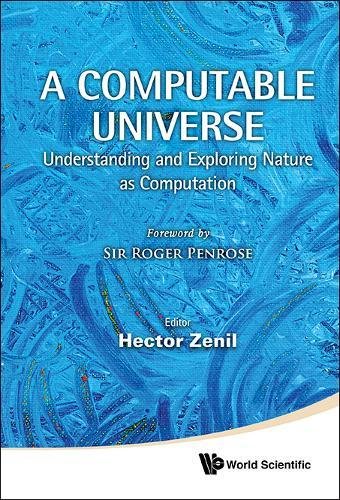 A COMPUTABLE
UNIVERSE
Understanding and Exploring Nature
as Computation
Foreword by
SIR ROGER PENROSE
Editor
Hector Zenil
World Scientific